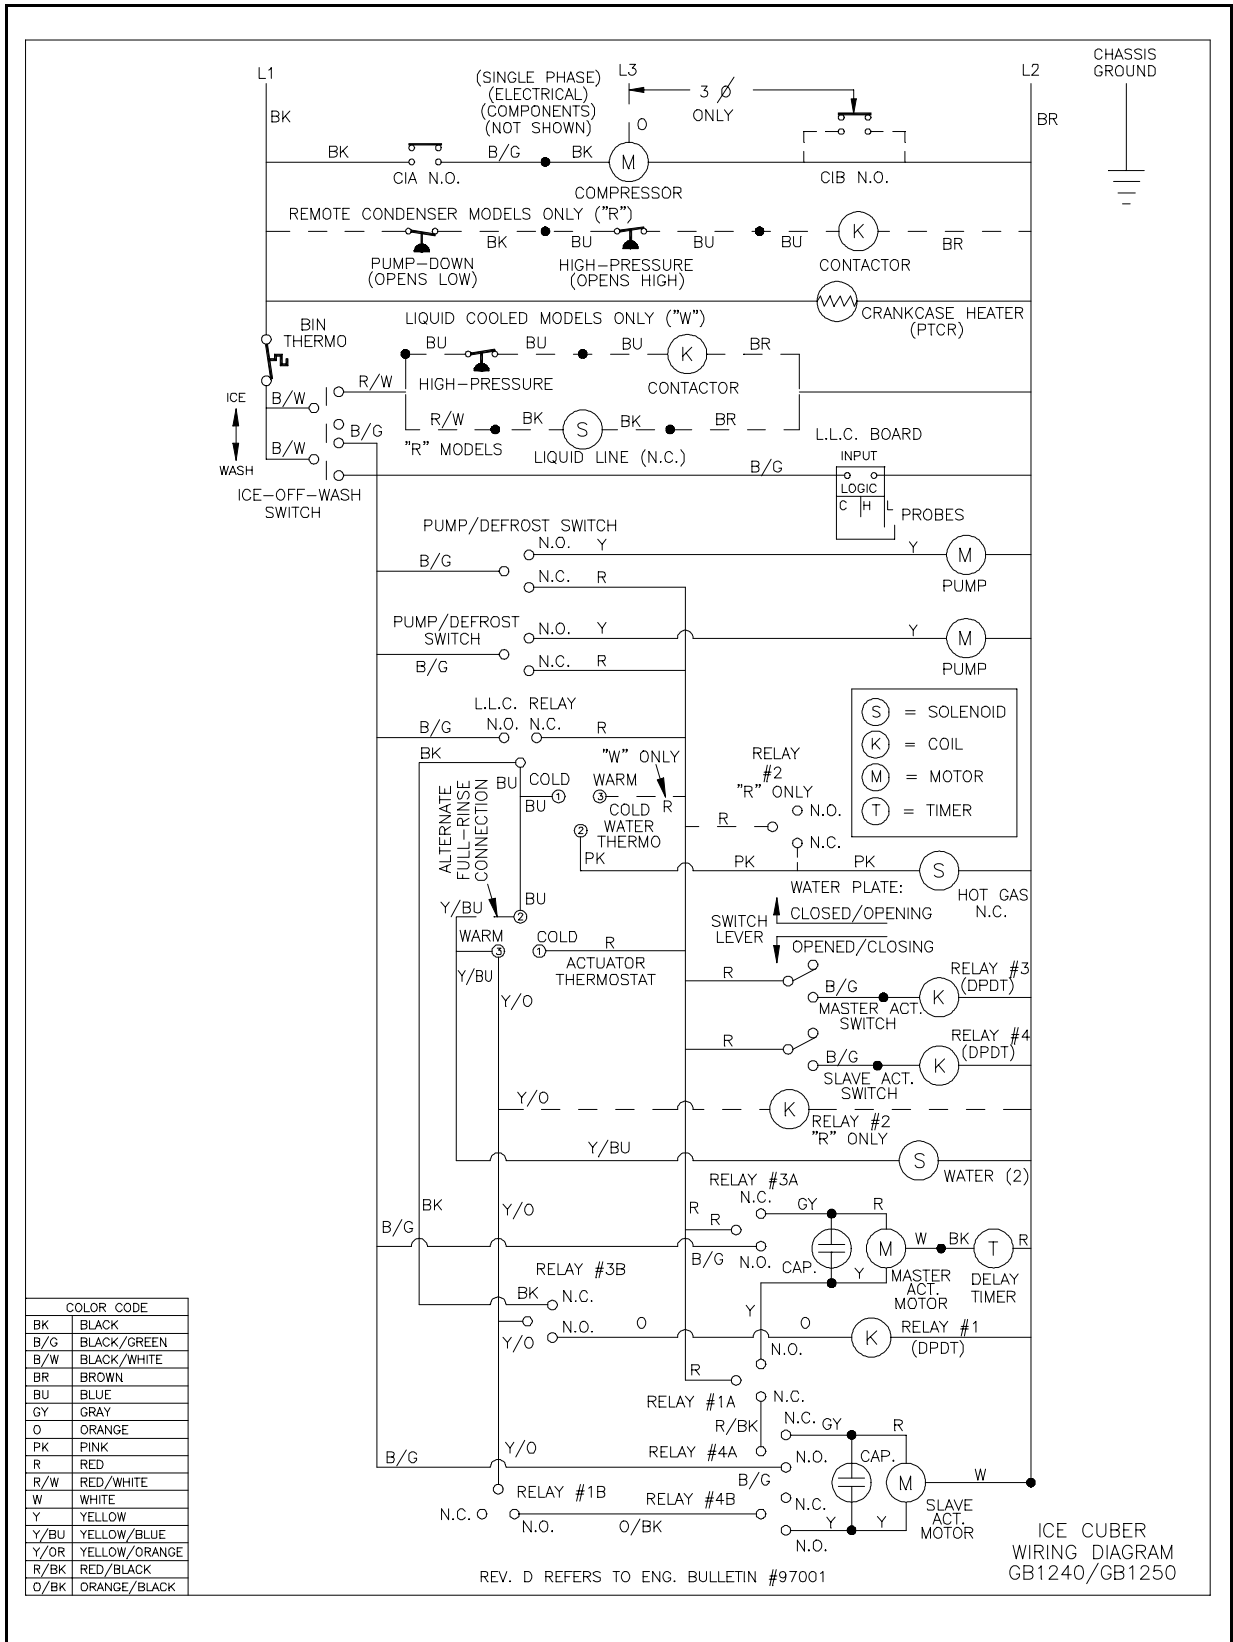 CHASSIS
GROUND
L1
(SINGLE PHASE)
(ELECTRICAL)
(COMPONENTS)
(NOT SHOWN)
L3
3 Ø
ONLY
L2
BK
O
BR
BK
B/G
BK
M
CIA N.O.
COMPRESSOR
CIB N.O.
REMOTE CONDENSER MODELS ONLY ("R")
BK
BU
BU
BU
K
BR
PUMP-DOWN
(OPENS LOW)
HIGH-PRESSURE
(OPENS HIGH)
CONTACTOR
CRANKCASE HEATER
(PTCR)
BIN
THERMO
LIQUID COOLED MODELS ONLY ("W")
BU
BU
BU
K
BR
HIGH-PRESSURE
CONTACTOR
R/W
ICE
WASH
B/W
B/G
B/W
R/W
BK
S
BK
BR
"R" MODELS
LIQUID LINE (N.C.)
L.L.C. BOARD
INPUT
LOGIC
C H L
PROBES
B/G
ICE-OFF-WASH
SWITCH
PUMP/DEFROST SWITCH
N.O. Y
Y
M
PUMP
B/G
N.C. R
PUMP/DEFROST
SWITCH
N.O. Y
Y
M
PUMP
B/G
N.C. R
L.L.C. RELAY
B/G
N.O. N.C.
R
S = SOLENOID
K = COIL
M = MOTOR
T = TIMER
BK
"W" ONLY
RELAY
#2
"R" ONLY
BU
COLD
BU
1
WARM
3
R
COLD
WATER
THERMO
2
PK
N.O.
R
N.C.
ALTERNATE
FULL-RINSE
CONNECTION
PK
PK
S
HOT GAS
N.C.
WATER PLATE:
SWITCH
LEVER
CLOSED/OPENING
OPENED/CLOSING
Y/BU
BU
2
WARM
3
COLD
1
R
ACTUATOR
THERMOSTAT
Y/BU
Y/O
R
B/G
K
RELAY #3
(DPDT)
MASTER ACT.
SWITCH
R
B/G
K
RELAY #4
(DPDT)
SLAVE ACT.
SWITCH
Y/O
K
RELAY #2
"R" ONLY
Y/BU
S
WATER (2)
RELAY #3A
N.C.
GY
R
BK
Y/O
R
R
B/G
B/G
N.O.
CAP.
M
W
BK
T
R
Y
MASTER
ACT.
MOTOR
DELAY
TIMER
RELAY #3B
BK
N.C.
Y/O
N.O.
O
O
K
RELAY #1
(DPDT)
Y
N.O.
R
RELAY #1A
N.C.
R/BK
N.C.
GY
R
Y/O
B/G
RELAY #4A
N.O.
B/G
CAP.
M
W
SLAVE
ACT.
MOTOR
RELAY #1B
N.C.
N.O.
O/BK
RELAY #4B
N.C.
Y
Y
N.O.
COLOR CODE
BK BLACK
B/G BLACK/GREEN
B/W BLACK/WHITE
BR BROWN
BU BLUE
GY GRAY
O ORANGE
PK PINK
R RED
R/W RED/WHITE
W WHITE
Y YELLOW
Y/BU YELLOW/BLUE
Y/OR YELLOW/ORANGE
R/BK RED/BLACK
O/BK ORANGE/BLACK
REV. D REFERS TO ENG. BULLETIN #97001
ICE CUBER
WIRING DIAGRAM
GB1240/GB1250